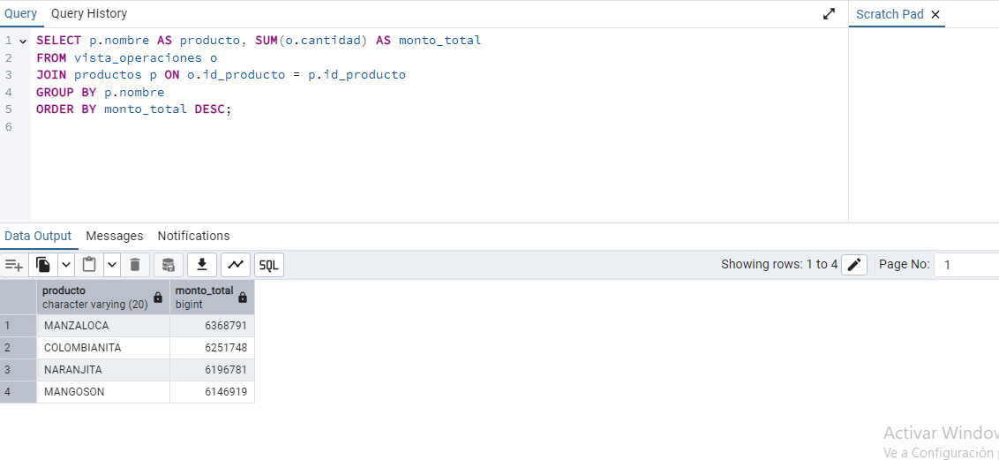 Query Query History
Scratch Pad
1 SELECT p.nombre AS producto, SUM(o.cantidad) AS monto_total
2 FROM vista_operaciones o
3 JOIN productos p ON o.id_producto = p.id_producto
4 GROUP BY p.nombre
5 ORDER BY monto_total DESC;
6
Data Output Messages Notifications
SQL Showing rows: 1 to 4 Page No: 1
producto monto_total
character varying (20) bigint
1 MANZALOCA 6368791
2 COLOMBIANITA 6251748
3 NARANJITA 6196781
4 MANGOSON 6146919
Activar Window
Ve a Configuración p